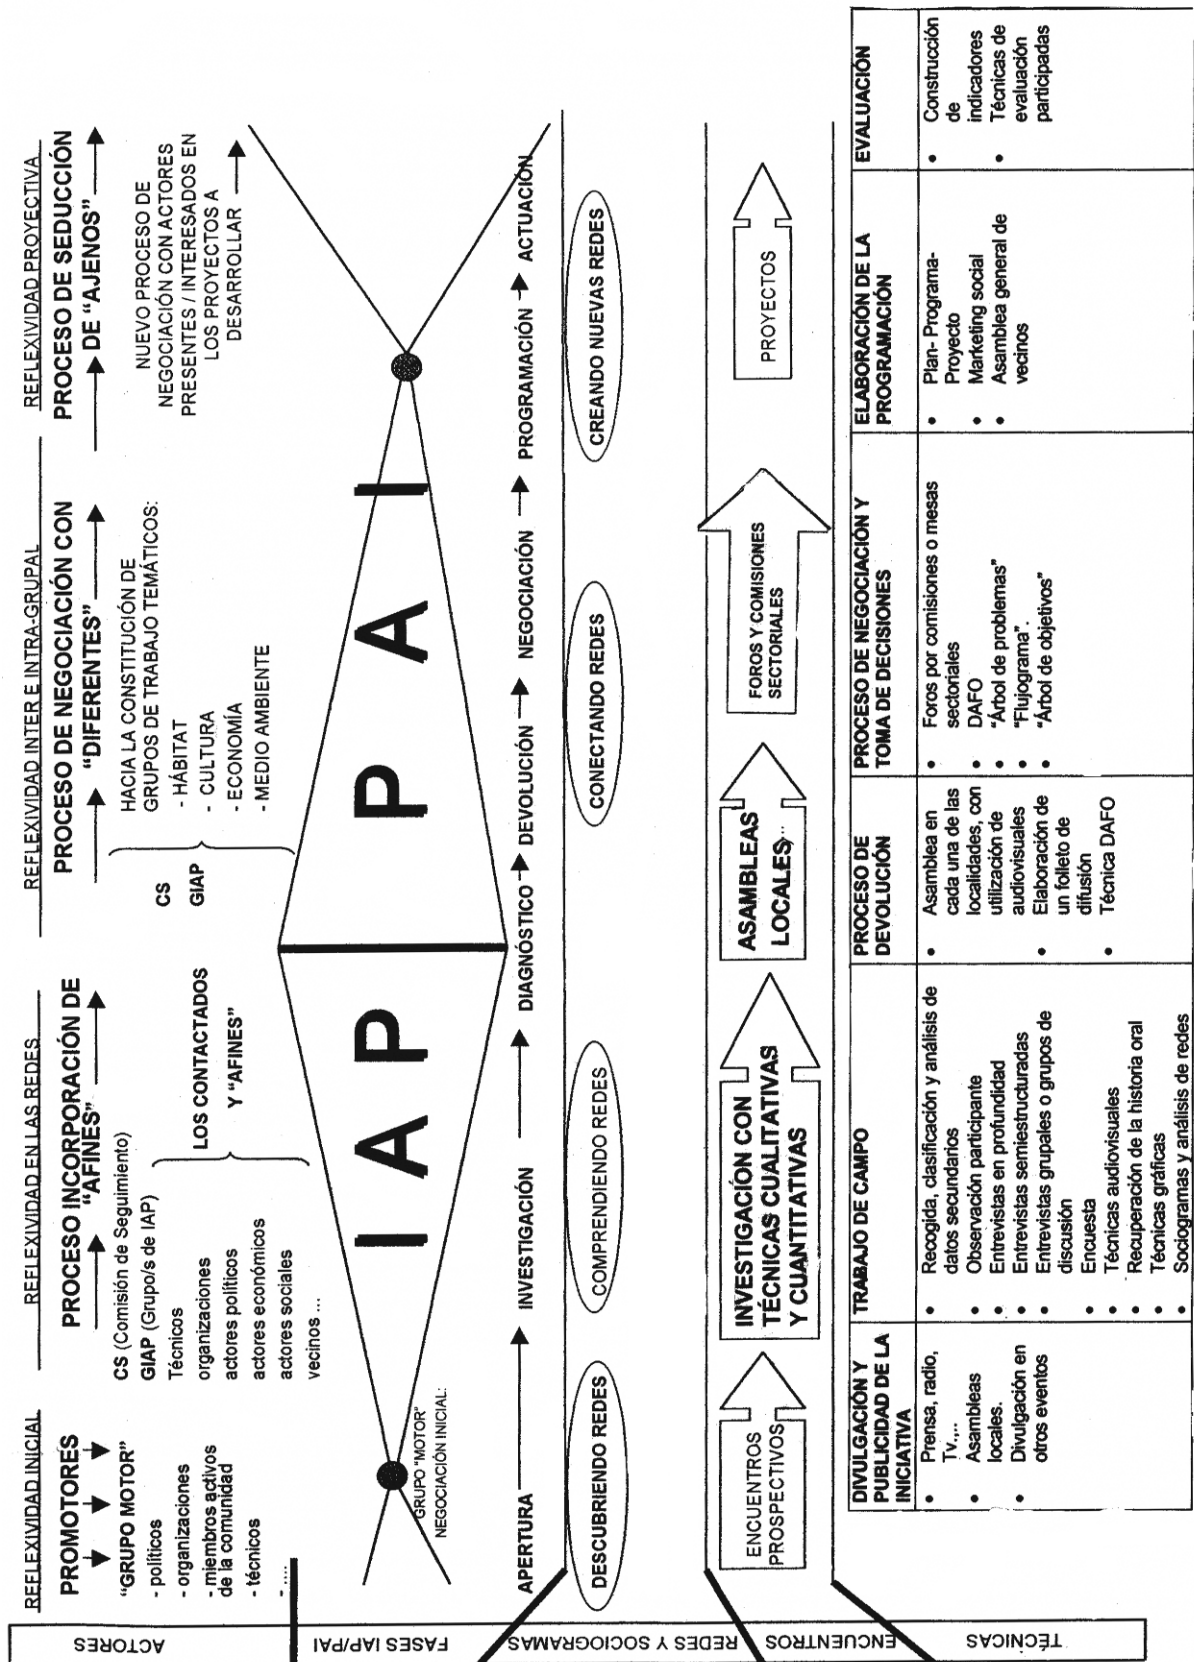 REFLEXIVIDAD INICIAL
REFLEXIVIDAD EN LAS REDES
REFLEXIVIDAD INTER E INTRA-GRUPAL
REFLEXIVIDAD PROYECTIVA
ACTORES
PROMOTORES
"GRUPO MOTOR"
- políticos
- organizaciones
- miembros activos
de la comunidad
- técnicos
- .....
PROCESO INCORPORACIÓN DE
"AFINES"
CS (Comisión de Seguimiento)
GIAP (Grupo/s de IAP)
Técnicos
organizaciones
actores políticos
actores económicos
actores sociales
vecinos ...
LOS CONTACTADOS
Y "AFINES"
PROCESO DE NEGOCIACIÓN CON
"DIFERENTES"
CS
GIAP
HACIA LA CONSTITUCIÓN DE
GRUPOS DE TRABAJO TEMÁTICOS:
- HÁBITAT
- CULTURA
- ECONOMÍA
- MEDIO AMBIENTE
PROCESO DE SEDUCCIÓN
DE "AJENOS"
NUEVO PROCESO DE
NEGOCIACIÓN CON ACTORES
PRESENTES / INTERESADOS EN
LOS PROYECTOS A
DESARROLLAR
FASES IAP/PAI
GRUPO "MOTOR"
NEGOCIACIÓN INICIAL:
I A P P A I
APERTURA INVESTIGACIÓN DIAGNÓSTICO DEVOLUCIÓN NEGOCIACIÓN PROGRAMACIÓN ACTUACIÓN
REDES Y SOCIOGRAMAS
DESCUBRIENDO REDES
COMPRENDIENDO REDES
CONECTANDO REDES
CREANDO NUEVAS REDES
ENCUENTROS
ENCUENTROS
PROSPECTIVOS
INVESTIGACIÓN CON
TÉCNICAS CUALITATIVAS
Y CUANTITATIVAS
ASAMBLEAS
LOCALES..
FOROS Y COMISIONES
SECTORIALES
PROYECTOS
TÉCNICAS
DIVULGACIÓN Y
PUBLICIDAD DE LA
INICIATIVA
• Prensa, radio,
Tv.,..
• Asambleas
locales.
• Divulgación en
otros eventos
TRABAJO DE CAMPO
• Recogida, clasificación y análisis de
datos secundarios
• Observación participante
• Entrevistas en profundidad
• Entrevistas semiestructuradas
• Entrevistas grupales o grupos de
discusión
• Encuesta
• Técnicas audiovisuales
• Recuperación de la historia oral
• Técnicas gráficas
• Sociogramas y análisis de redes
PROCESO DE
DEVOLUCIÓN
• Asamblea en
cada una de las
localidades, con
utilización de
audiovisuales
• Elaboración de
un folleto de
difusión
• Técnica DAFO
PROCESO DE NEGOCIACIÓN Y
TOMA DE DECISIONES
• Foros por comisiones o mesas
sectoriales
• DAFO
• "Árbol de problemas"
• "Flujograma".
• "Árbol de objetivos"
ELABORACIÓN DE LA
PROGRAMACIÓN
• Plan- Programa-
Proyecto
• Marketing social
• Asamblea general de
vecinos
EVALUACIÓN
• Construcción
de
indicadores
• Técnicas de
evaluación
participadas